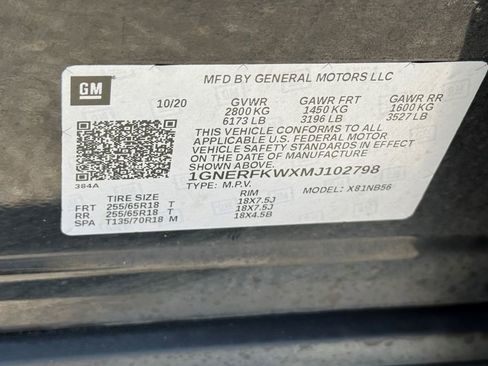 GM
MFD BY GENERAL MOTORS LLC
10/20 GVWR GAWR FRT GAWR RR
2800 KG 1450 KG 1600 KG
6173 LB 3196 LB 3527 LB
THIS VEHICLE CONFORMS TO ALL
APPLICABLE U.S. FEDERAL MOTOR
VEHICLE SAFETY STANDARDS IN EFFECT
ON THE DATE OF MANUFACTURE
SHOWN ABOVE.
1GNERFKWXMJ102798
TYPE: M.P.V. MODEL: X81NB56
384A
TIRE SIZE RIM
FRT 255/65R18 T 18X7.5J
RR 255/65R18 T 18X7.5J
SPA T135/70R18 M 18X4.5B